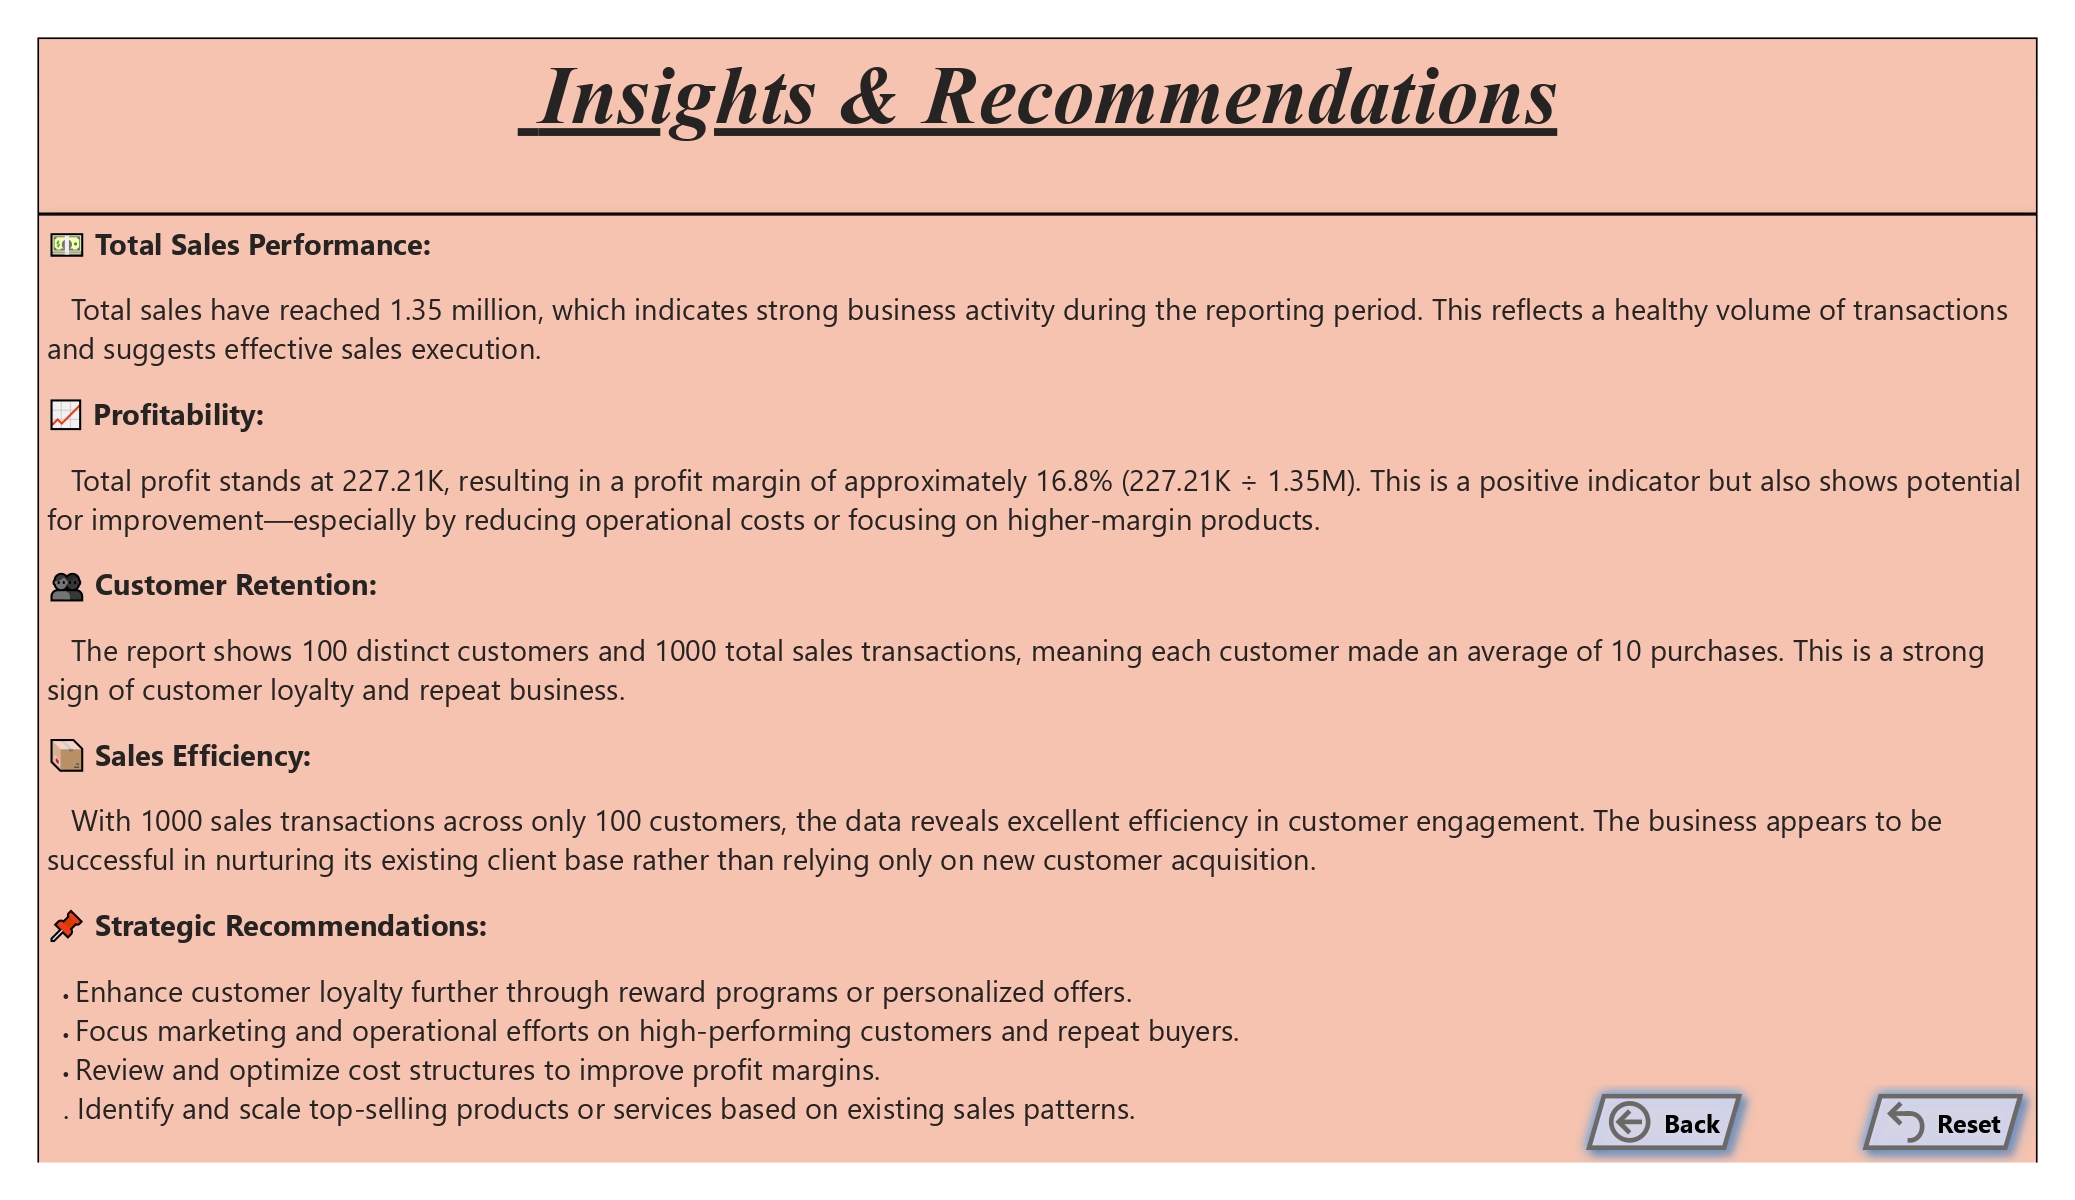 Insights & Recommendations
💵 Total Sales Performance:
Total sales have reached 1.35 million, which indicates strong business activity during the reporting period. This reflects a healthy volume of transactions
and suggests effective sales execution.
📈 Profitability:
Total profit stands at 227.21K, resulting in a profit margin of approximately 16.8% (227.21K ÷ 1.35M). This is a positive indicator but also shows potential
for improvement—especially by reducing operational costs or focusing on higher-margin products.
👥 Customer Retention:
The report shows 100 distinct customers and 1000 total sales transactions, meaning each customer made an average of 10 purchases. This is a strong
sign of customer loyalty and repeat business.
📦 Sales Efficiency:
With 1000 sales transactions across only 100 customers, the data reveals excellent efficiency in customer engagement. The business appears to be
successful in nurturing its existing client base rather than relying only on new customer acquisition.
📌 Strategic Recommendations:
• Enhance customer loyalty further through reward programs or personalized offers.
• Focus marketing and operational efforts on high-performing customers and repeat buyers.
• Review and optimize cost structures to improve profit margins.
. Identify and scale top-selling products or services based on existing sales patterns.
Back
Reset